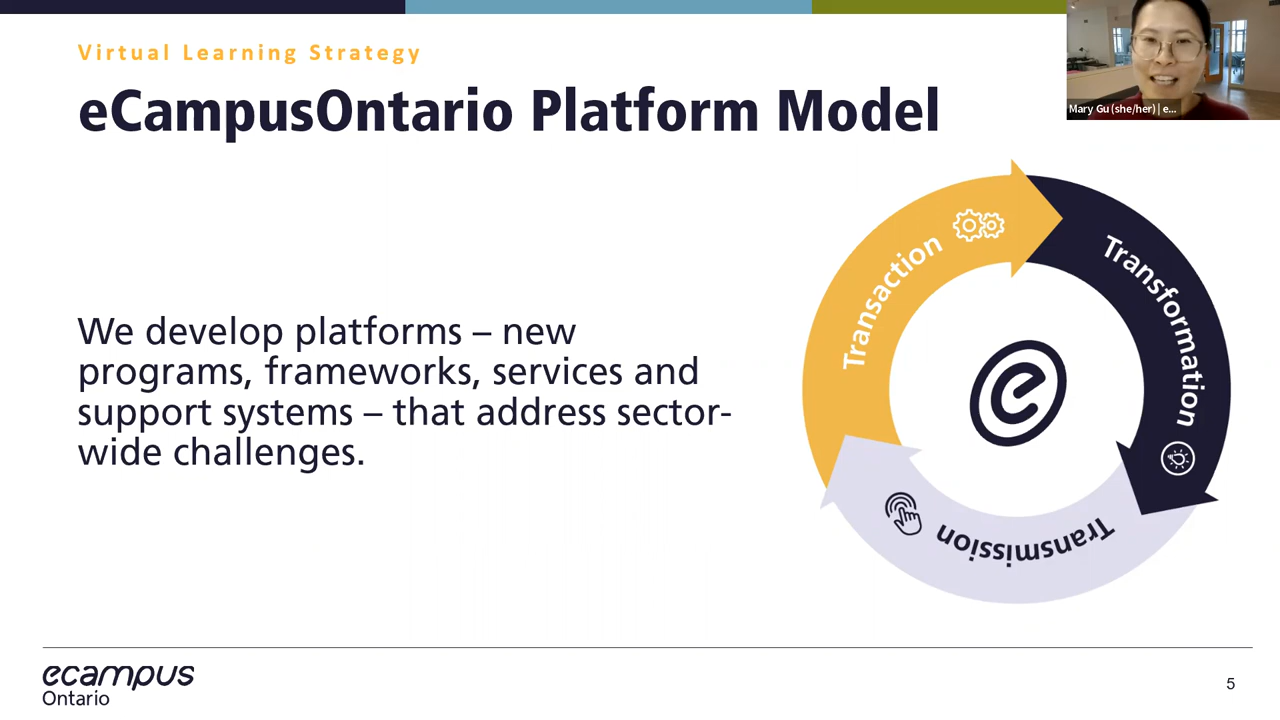 Virtual Learning Strategy
eCampusOntario Platform Model
Mary Gu (she/her) | e...
We develop platforms – new
programs, frameworks, services and
support systems – that address sector-
wide challenges.
Transaction
Transformation
Transmission
e
ecampus
Ontario
5